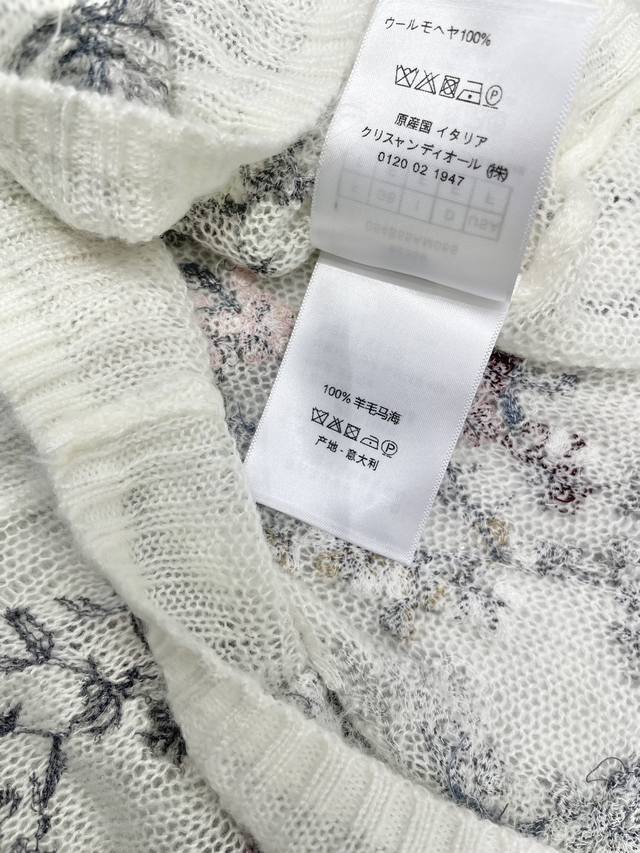 ウールモヘヤ100%
原産国 イタリア
クリスャンディオール (株)
0120 02 1947
100% 羊毛马海
产地 - 意大利